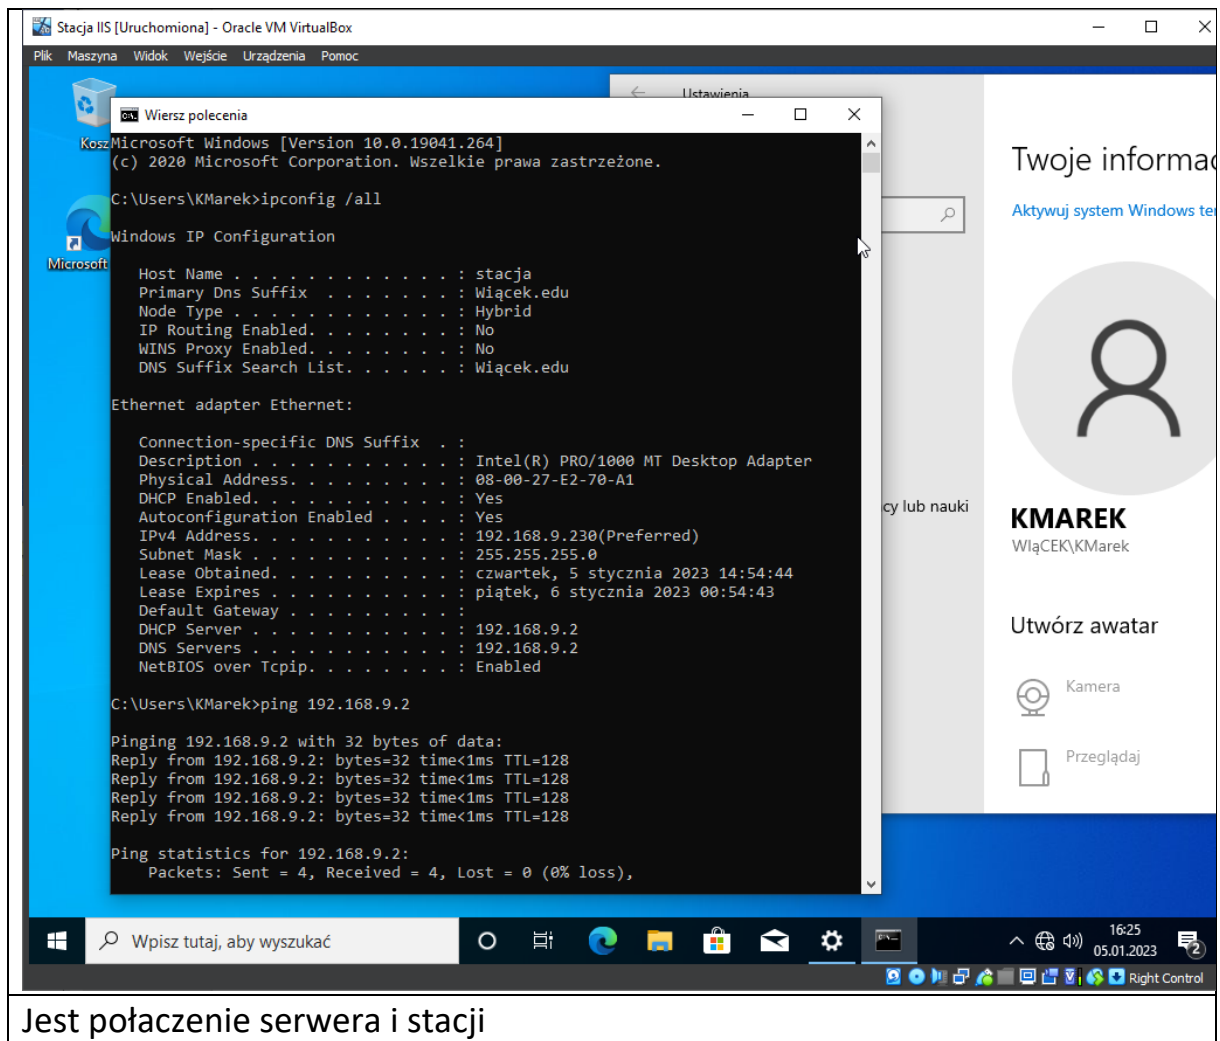 Stacja IIS [Uruchomiona] - Oracle VM VirtualBox
Plik Maszyna Widok Wejście Urządzenia Pomoc
Ustawienia
Kosz
Microsoft
Wiersz polecenia
Microsoft Windows [Version 10.0.19041.264]
(c) 2020 Microsoft Corporation. Wszelkie prawa zastrzeżone.
C:\Users\KMarek>ipconfig /all
Windows IP Configuration
Host Name . . . . . . . . . . . . : stacja
Primary Dns Suffix . . . . . . . : Wiącek.edu
Node Type . . . . . . . . . . . . : Hybrid
IP Routing Enabled. . . . . . . . : No
WINS Proxy Enabled. . . . . . . . : No
DNS Suffix Search List. . . . . . : Wiącek.edu
Ethernet adapter Ethernet:
Connection-specific DNS Suffix . :
Description . . . . . . . . . . . : Intel(R) PRO/1000 MT Desktop Adapter
Physical Address. . . . . . . . . : 08-00-27-E2-70-A1
DHCP Enabled. . . . . . . . . . . : Yes
Autoconfiguration Enabled . . . . : Yes
IPv4 Address. . . . . . . . . . . : 192.168.9.230(Preferred)
Subnet Mask . . . . . . . . . . . : 255.255.255.0
Lease Obtained. . . . . . . . . . : czwartek, 5 stycznia 2023 14:54:44
Lease Expires . . . . . . . . . . : piątek, 6 stycznia 2023 00:54:43
Default Gateway . . . . . . . . . :
DHCP Server . . . . . . . . . . . : 192.168.9.2
DNS Servers . . . . . . . . . . . : 192.168.9.2
NetBIOS over Tcpip. . . . . . . . : Enabled
C:\Users\KMarek>ping 192.168.9.2
Pinging 192.168.9.2 with 32 bytes of data:
Reply from 192.168.9.2: bytes=32 time<1ms TTL=128
Reply from 192.168.9.2: bytes=32 time<1ms TTL=128
Reply from 192.168.9.2: bytes=32 time<1ms TTL=128
Reply from 192.168.9.2: bytes=32 time<1ms TTL=128
Ping statistics for 192.168.9.2:
Packets: Sent = 4, Received = 4, Lost = 0 (0% loss),
cy lub nauki
Twoje informac
Aktywuj system Windows ter
KMAREK
WIąCEK\KMarek
Utwórz awatar
Kamera
Przeglądaj
Wpisz tutaj, aby wyszukać
16:25
05.01.2023
2
Right Control
Jest połaczenie serwera i stacji